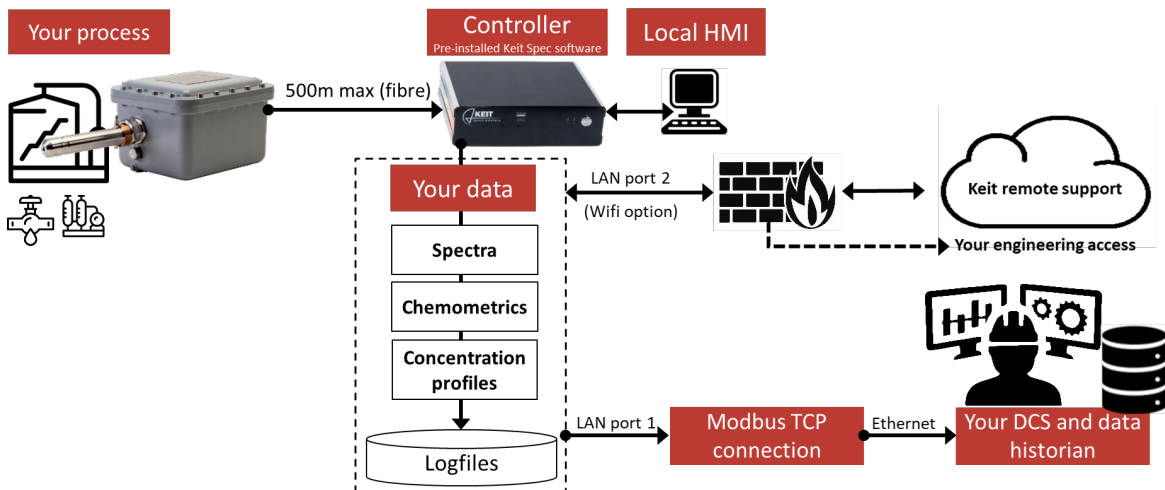 Your process
Controller
Pre-installed Keit Spec software
Local HMI
500m max (fibre)
KEIT
Your data
LAN port 2
(Wifi option)
Keit remote support
Your engineering access
Spectra
Chemometrics
Concentration
profiles
Logfiles
LAN port 1
Modbus TCP
connection
Ethernet
Your DCS and data
historian